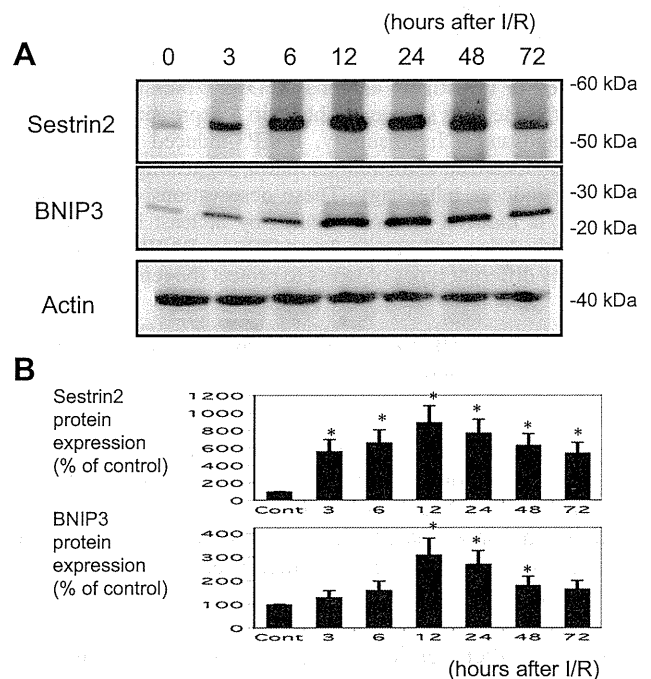 (hours after I/R)
A
0 3 6 12 24 48 72
Sestrin2
-60 kDa
-50 kDa
BNIP3
-30 kDa
-20 kDa
Actin
-40 kDa
B
Sestrin2
protein
expression
(% of control)
1200
1000
800
600
400
200
0
* * * * * *
Cont 3 6 12 24 48 72
BNIP3
protein
expression
(% of control)
400
300
200
100
0
* * *
Cont 3 6 12 24 48 72
(hours after I/R)